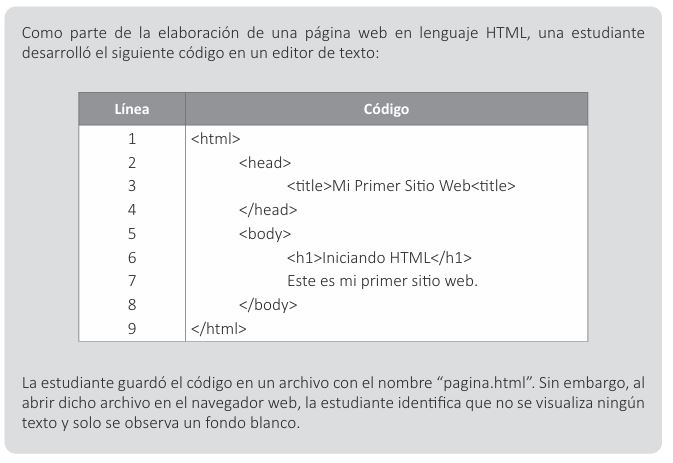 Como parte de la elaboración de una página web en lenguaje HTML, una estudiante
desarrolló el siguiente código en un editor de texto:
Línea Código
1 <html>
2 <head>
3 <title>Mi Primer Sitio Web<title>
4 </head>
5 <body>
6 <h1>Iniciando HTML</h1>
7 Este es mi primer sitio web.
8 </body>
9 </html>
La estudiante guardó el código en un archivo con el nombre “pagina.html”. Sin embargo, al
abrir dicho archivo en el navegador web, la estudiante identifica que no se visualiza ningún
texto y solo se observa un fondo blanco.